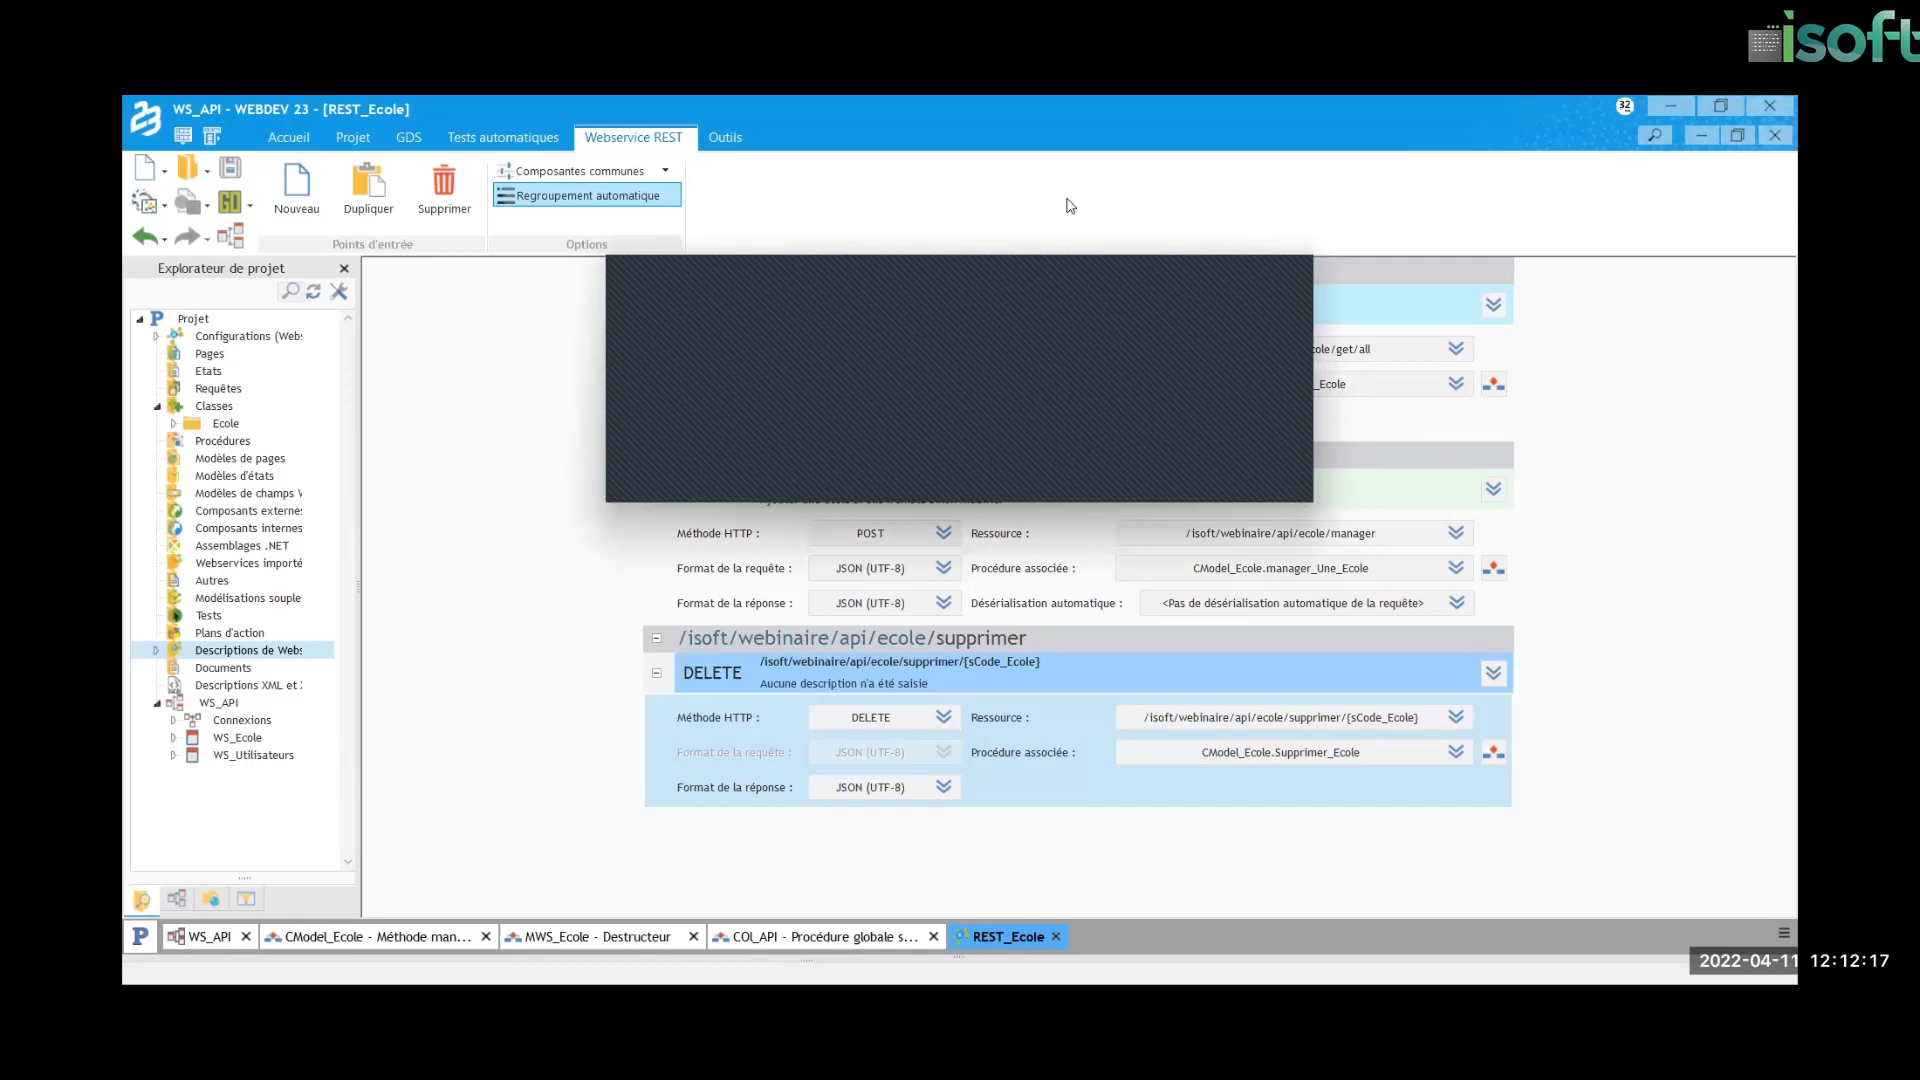 isoft
WS_API - WEBDEV 23 - [REST_Ecole]
32
Accueil Projet GDS Tests automatiques Webservice REST Outils
Nouveau Dupliquer Supprimer
Composantes communes
Regroupement automatique
Points d'entrée Options
Explorateur de projet
Projet
Configurations (Webs
Pages
Etats
Requêtes
Classes
Ecole
Procédures
Modèles de pages
Modèles d'états
Modèles de champs
Composants externes
Composants internes
Assemblages .NET
Webservices importé
Autres
Modélisations souple
Tests
Plans d'action
Descriptions de Webs
Documents
Descriptions XML et
WS_API
Connexions
WS_Ecole
WS_Utilisateurs
cole/get/all
_Ecole
Méthode HTTP : POST Ressource : /isoft/webinaire/api/ecole/manager
Format de la requête : JSON (UTF-8) Procédure associée : CModel_Ecole.manager_Une_Ecole
Format de la réponse : JSON (UTF-8) Désérialisation automatique : <Pas de désérialisation automatique de la requête>
/isoft/webinaire/api/ecole/supprimer
DELETE /isoft/webinaire/api/ecole/supprimer/{sCode_Ecole}
Aucune description n'a été saisie
Méthode HTTP : DELETE Ressource : /isoft/webinaire/api/ecole/supprimer/{sCode_Ecole}
Format de la requête : JSON (UTF-8) Procédure associée : CModel_Ecole.Supprimer_Ecole
Format de la réponse : JSON (UTF-8)
WS_API CModel_Ecole - Méthode man... MWS_Ecole - Destructeur COL_API - Procédure globale s... REST_Ecole
2022-04-11 12:12:17